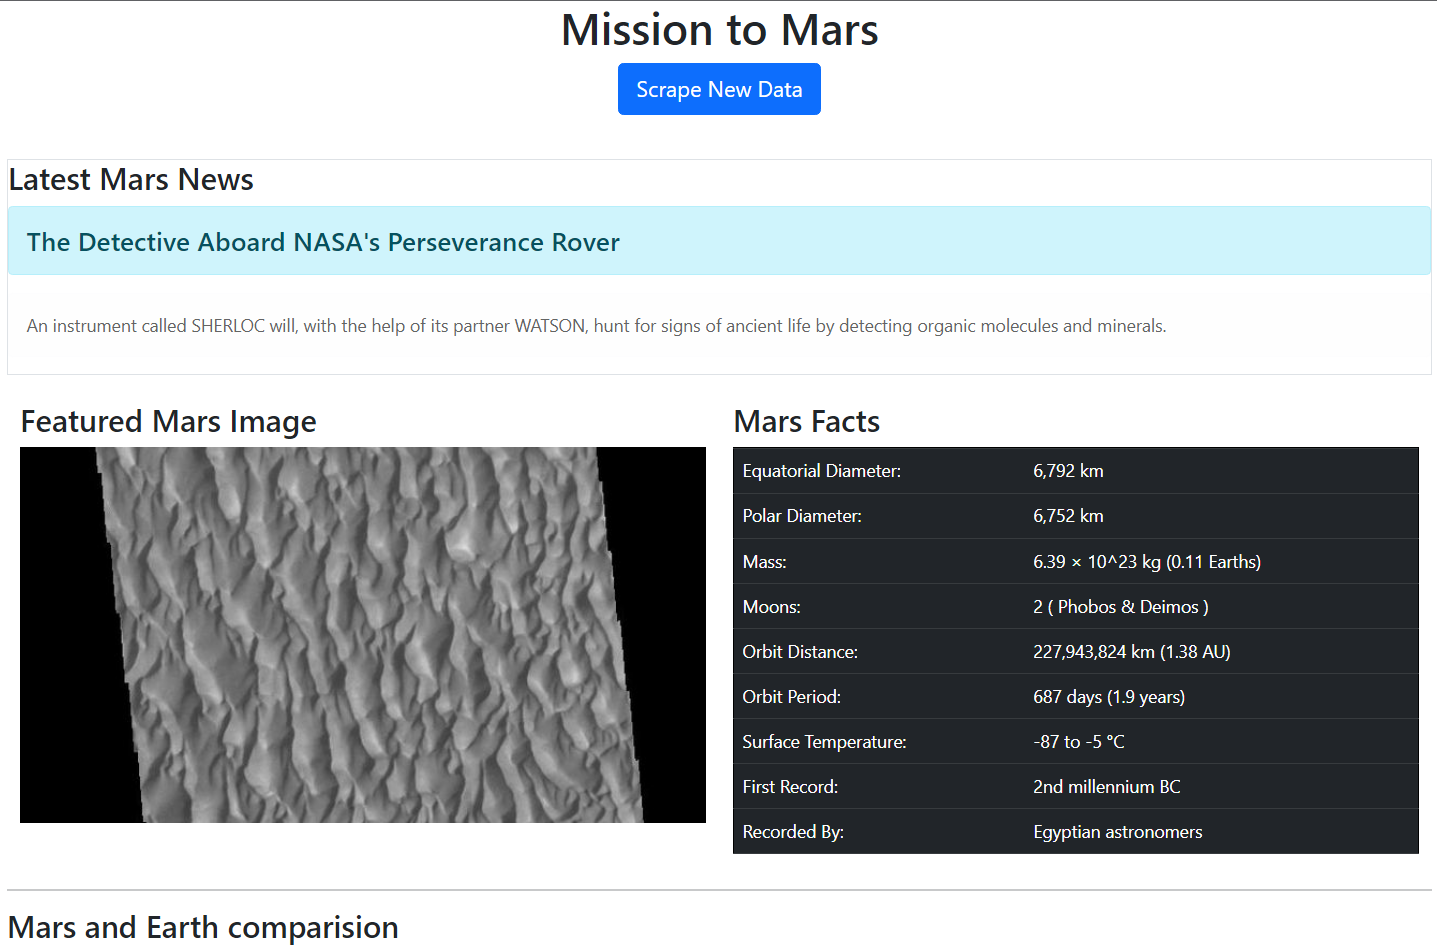 Mission to Mars
Scrape New Data
Latest Mars News
The Detective Aboard NASA's Perseverance Rover
An instrument called SHERLOC will, with the help of its partner WATSON, hunt for signs of ancient life by detecting organic molecules and minerals.
Featured Mars Image
Mars Facts
Equatorial Diameter: 6,792 km
Polar Diameter: 6,752 km
Mass: 6.39 × 10^23 kg (0.11 Earths)
Moons: 2 ( Phobos & Deimos )
Orbit Distance: 227,943,824 km (1.38 AU)
Orbit Period: 687 days (1.9 years)
Surface Temperature: -87 to -5 °C
First Record: 2nd millennium BC
Recorded By: Egyptian astronomers
Mars and Earth comparision